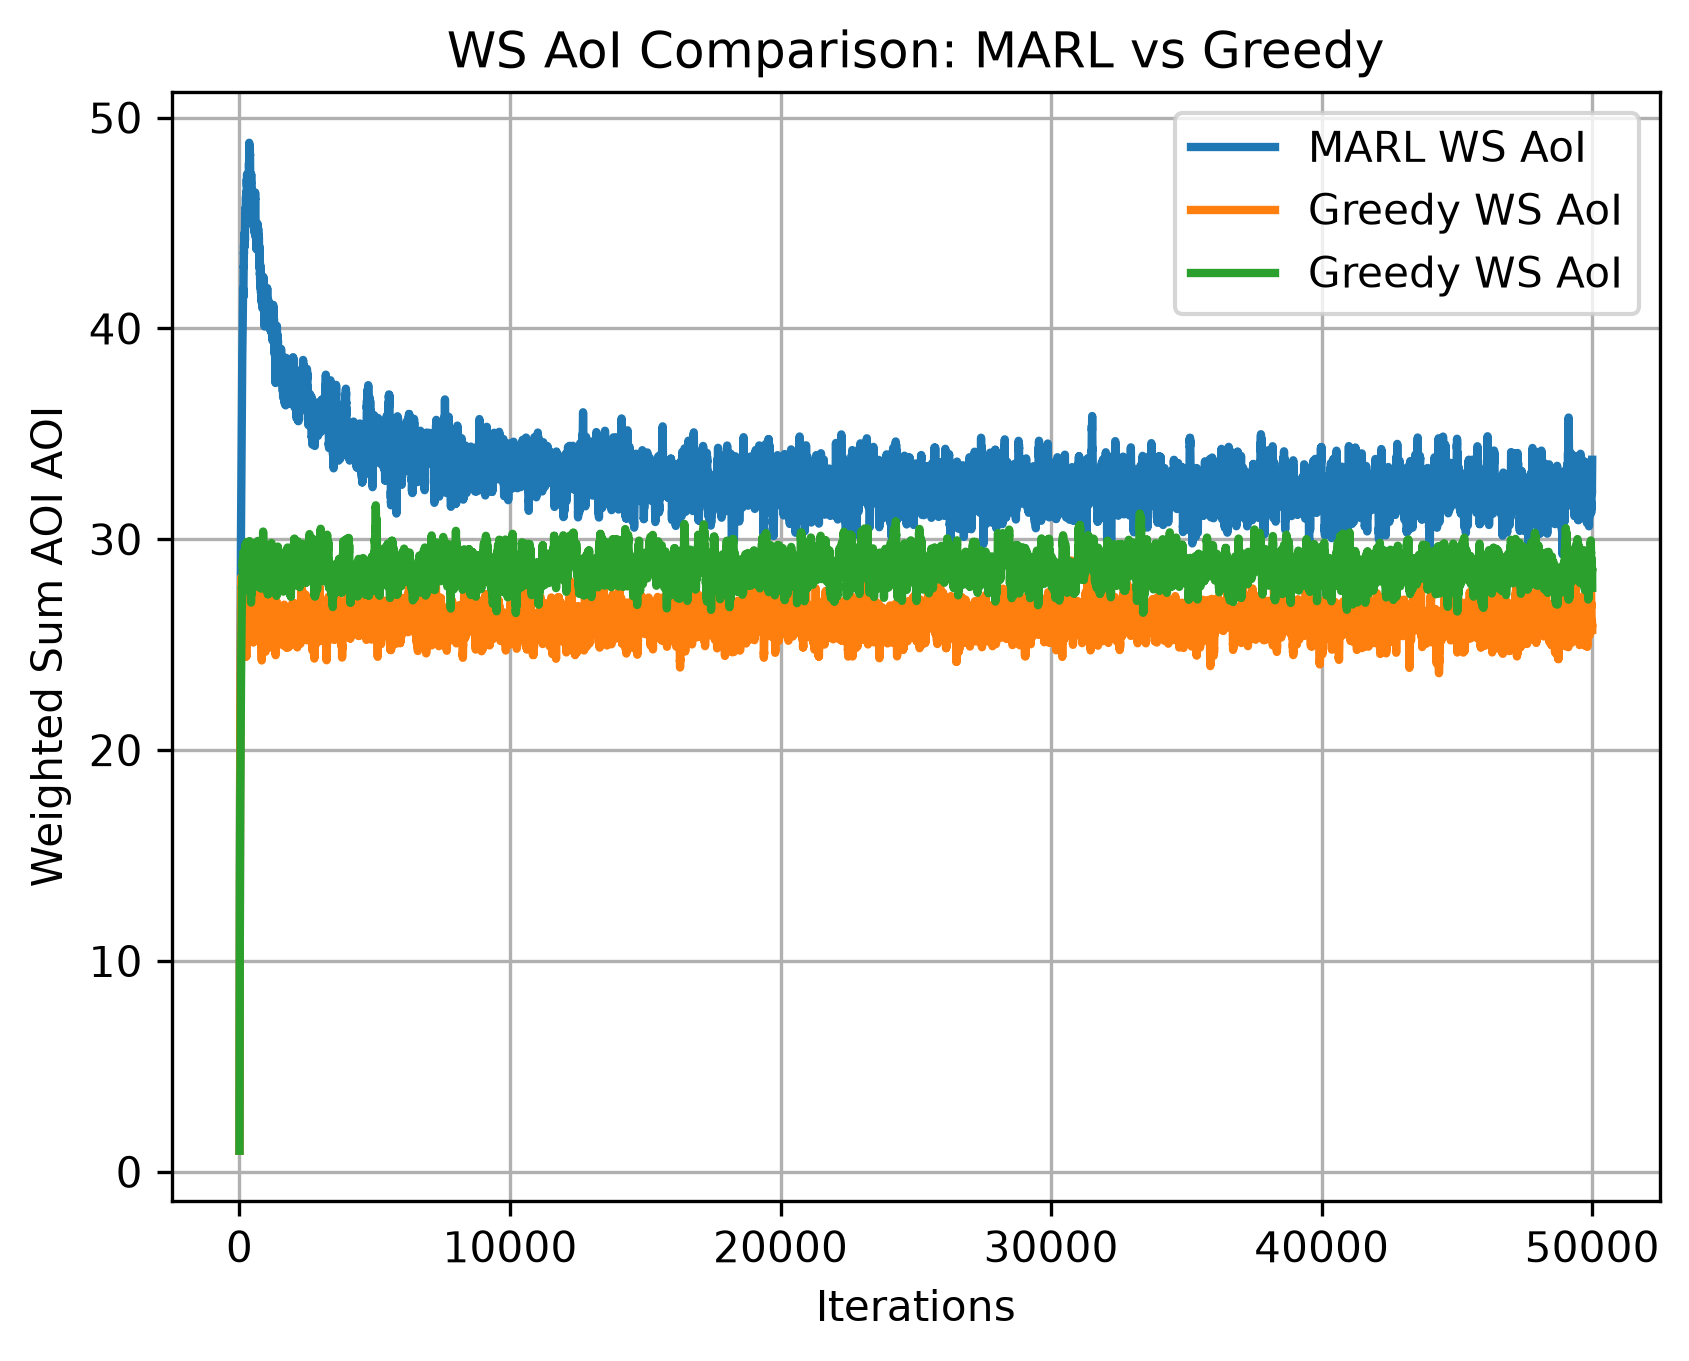 WS AoI Comparison: MARL vs Greedy
MARL WS AoI
Greedy WS AoI
Greedy WS AoI
Weighted Sum AOI AOI
50
40
30
20
10
0
0 10000 20000 30000 40000 50000
Iterations